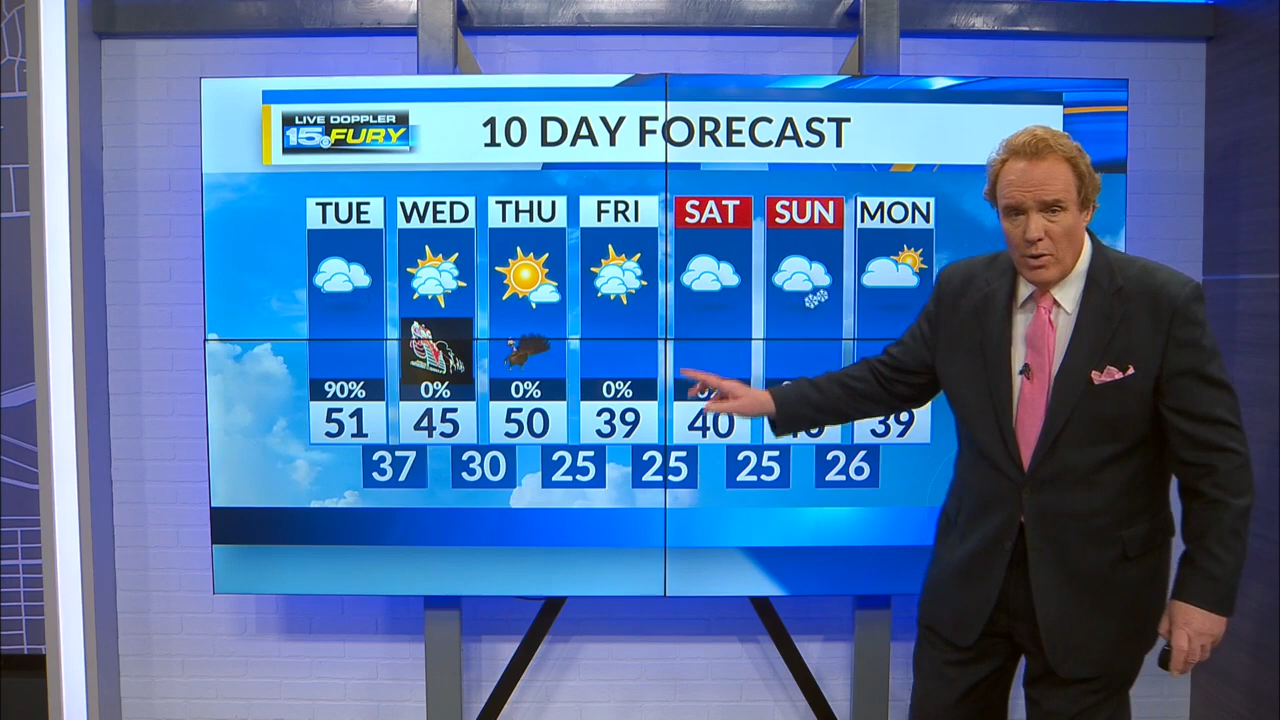 LIVE DOPPLER
15 FURY
10 DAY FORECAST
TUE WED THU FRI SAT SUN MON
90% 0% 0% 0%
51 45 50 39 40 39
37 30 25 25 25 26